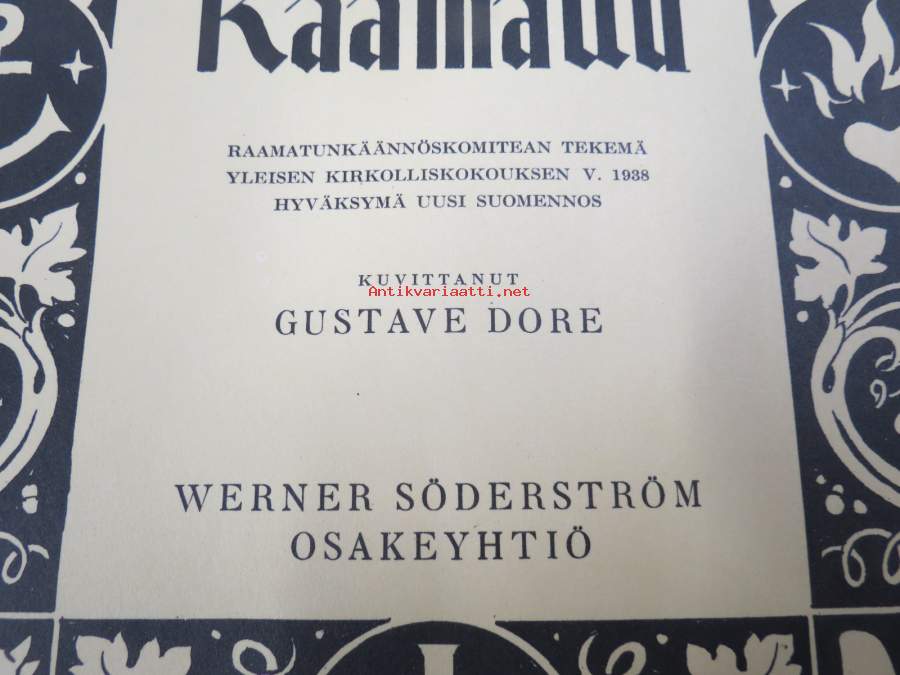 Raamattu
RAAMATUNKÄÄNNÖSKOMITEAN TEKEMÄ
YLEISEN KIRKOLLISKOKOUKSEN V. 1938
HYVÄKSYMÄ UUSI SUOMENNOS
KUVITTANUT
Antikvariaatti.net
GUSTAVE DORE
WERNER SÖDERSTRÖM
OSAKEYHTIÖ